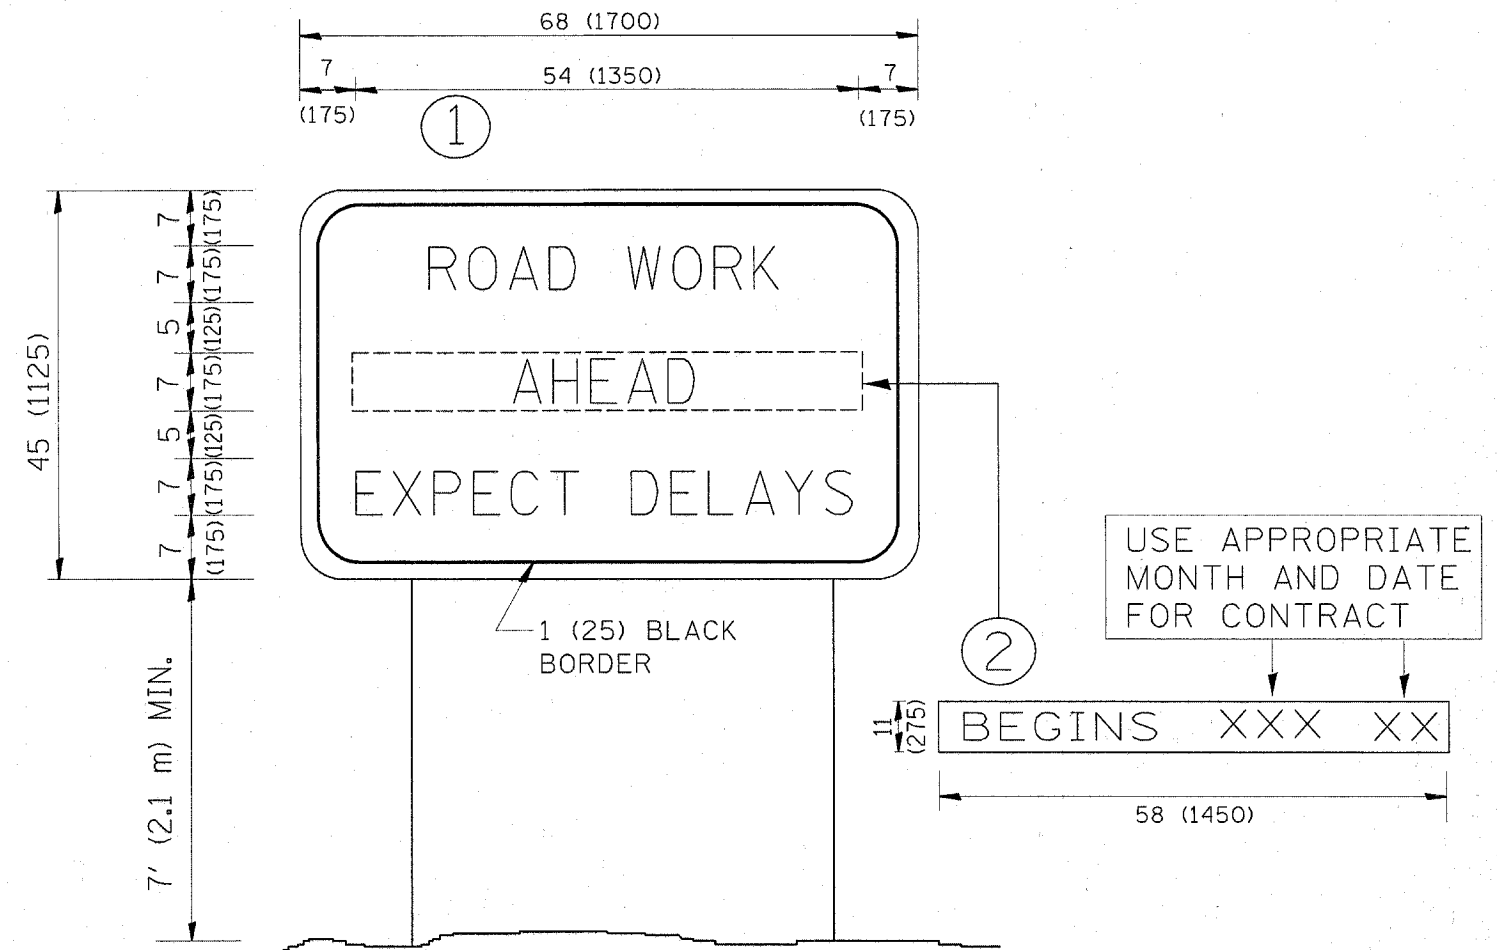 68 (1700)
7
54 (1350)
7
(175)
(175)
1
45 (1125)
7
(175)
7
(175)
5
(125)
7
(175)
5
(125)
7
(175)
7
(175)
ROAD WORK
AHEAD
EXPECT DELAYS
1 (25) BLACK
BORDER
7' (2.1 m) MIN.
2
USE APPROPRIATE
MONTH AND DATE
FOR CONTRACT
11
(275)
BEGINS XXX XX
58 (1450)